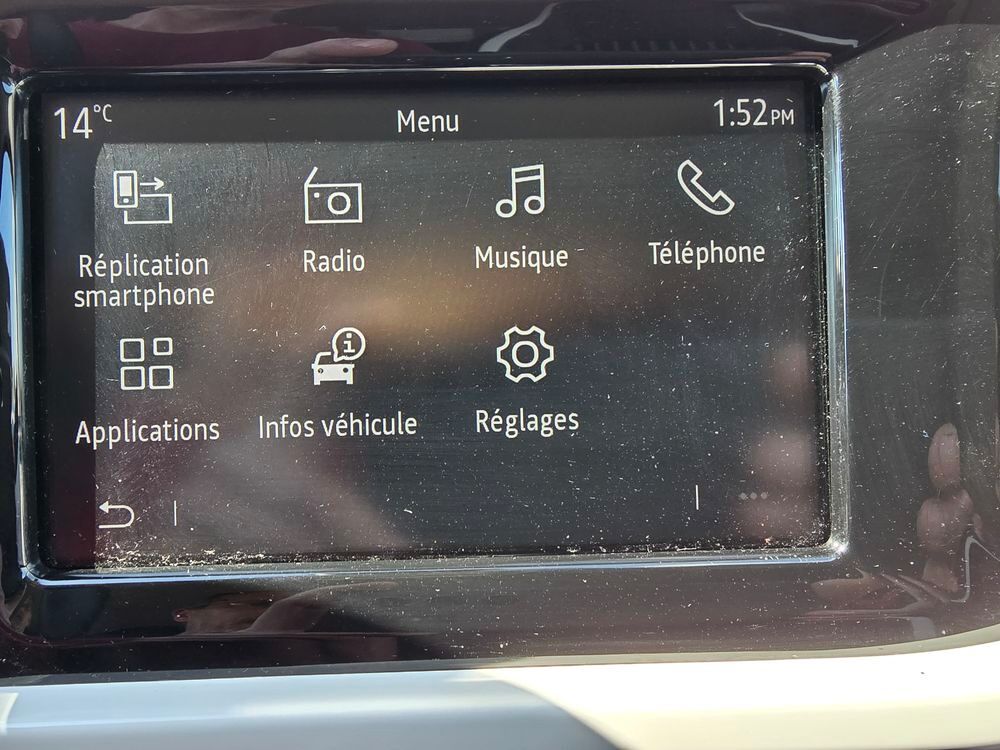 14°C
Menu
1:52PM
Réplication
smartphone
Radio
Musique
Téléphone
Applications
Infos véhicule
Réglages